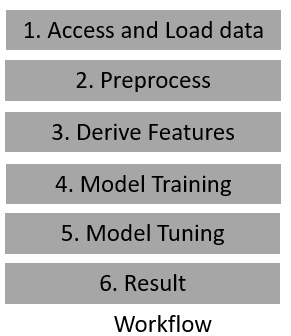 1. Access and Load data
2. Preprocess
3. Derive Features
4. Model Training
5. Model Tuning
6. Result
Workflow